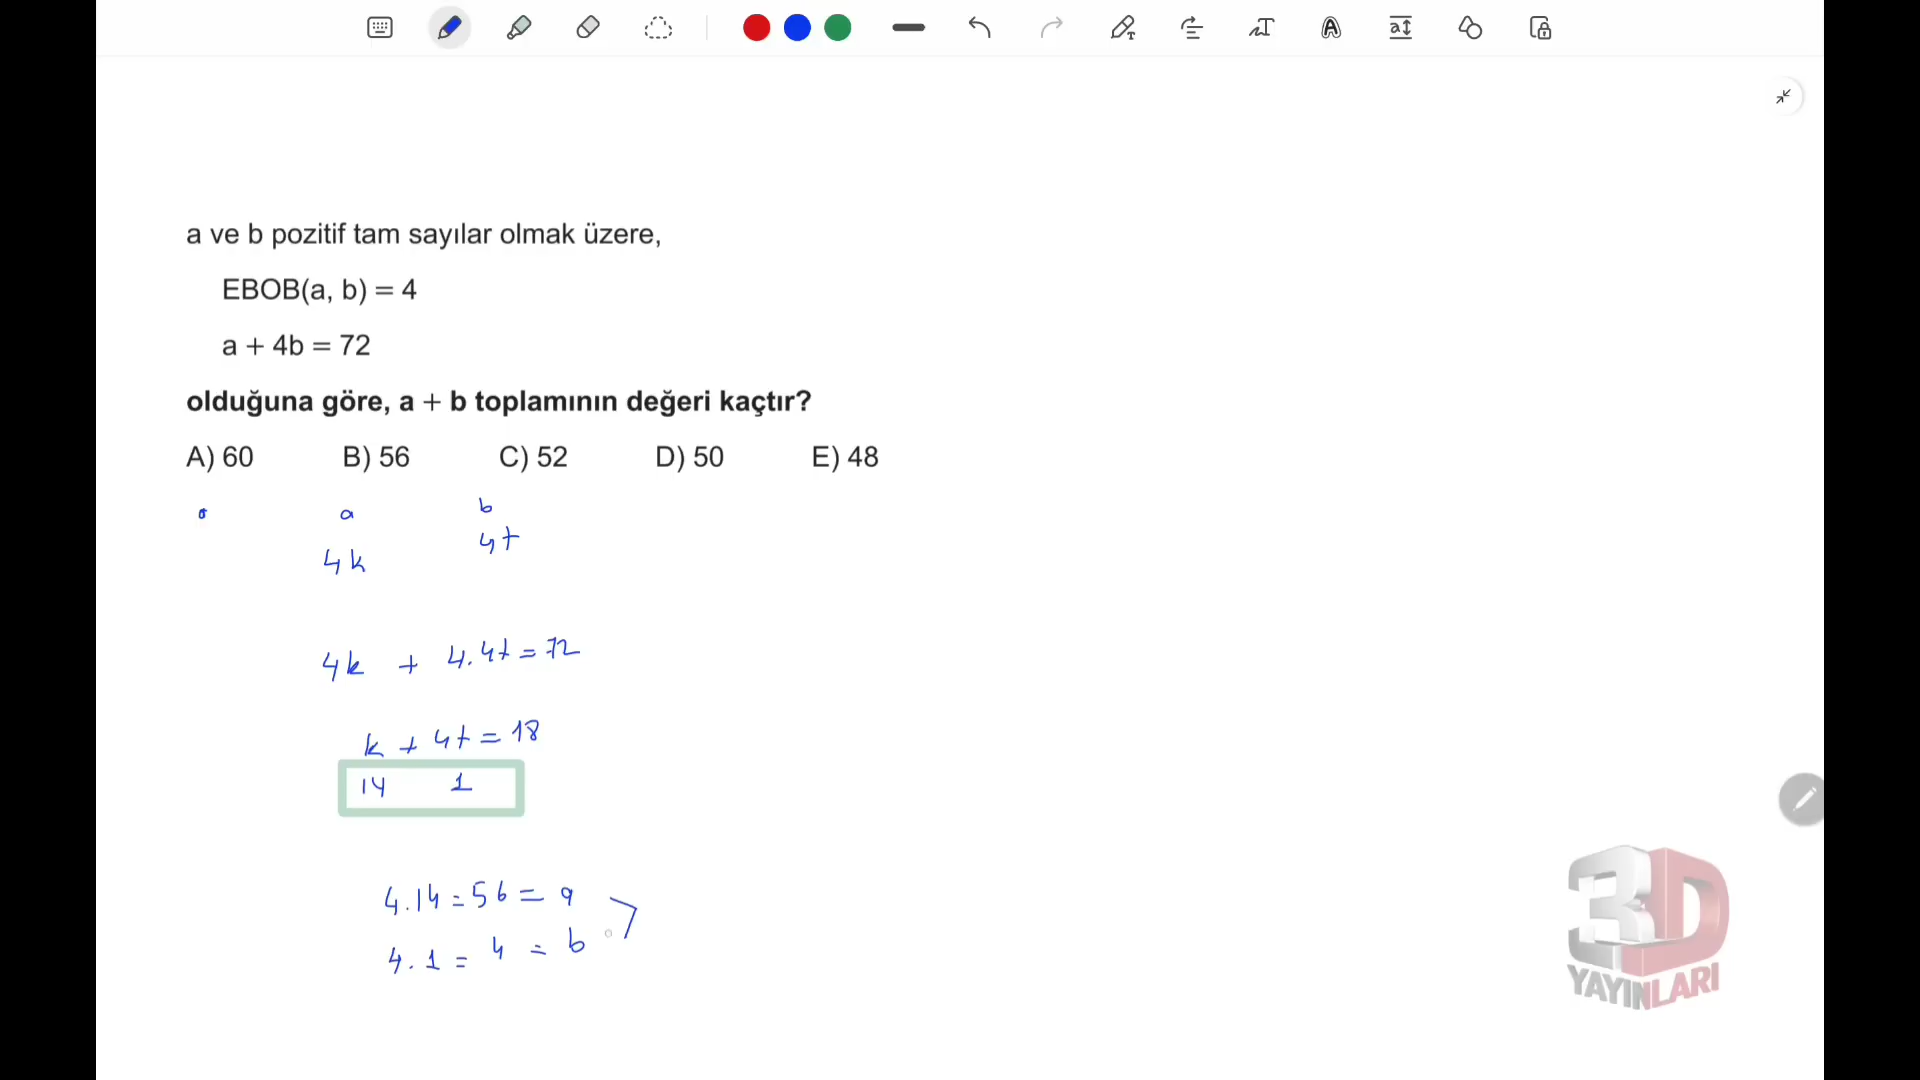 a ve b pozitif tam sayılar olmak üzere,
EBOB(a, b) = 4
a + 4b = 72
olduğuna göre, a + b toplamının değeri kaçtır?
A) 60 B) 56 C) 52 D) 50 E) 48
a b
4k 4t
4k + 4.4t = 72
k + 4t = 18
14 1
4.14 = 56 = a
4.1 = 4 = b
3D
YAYINLARI